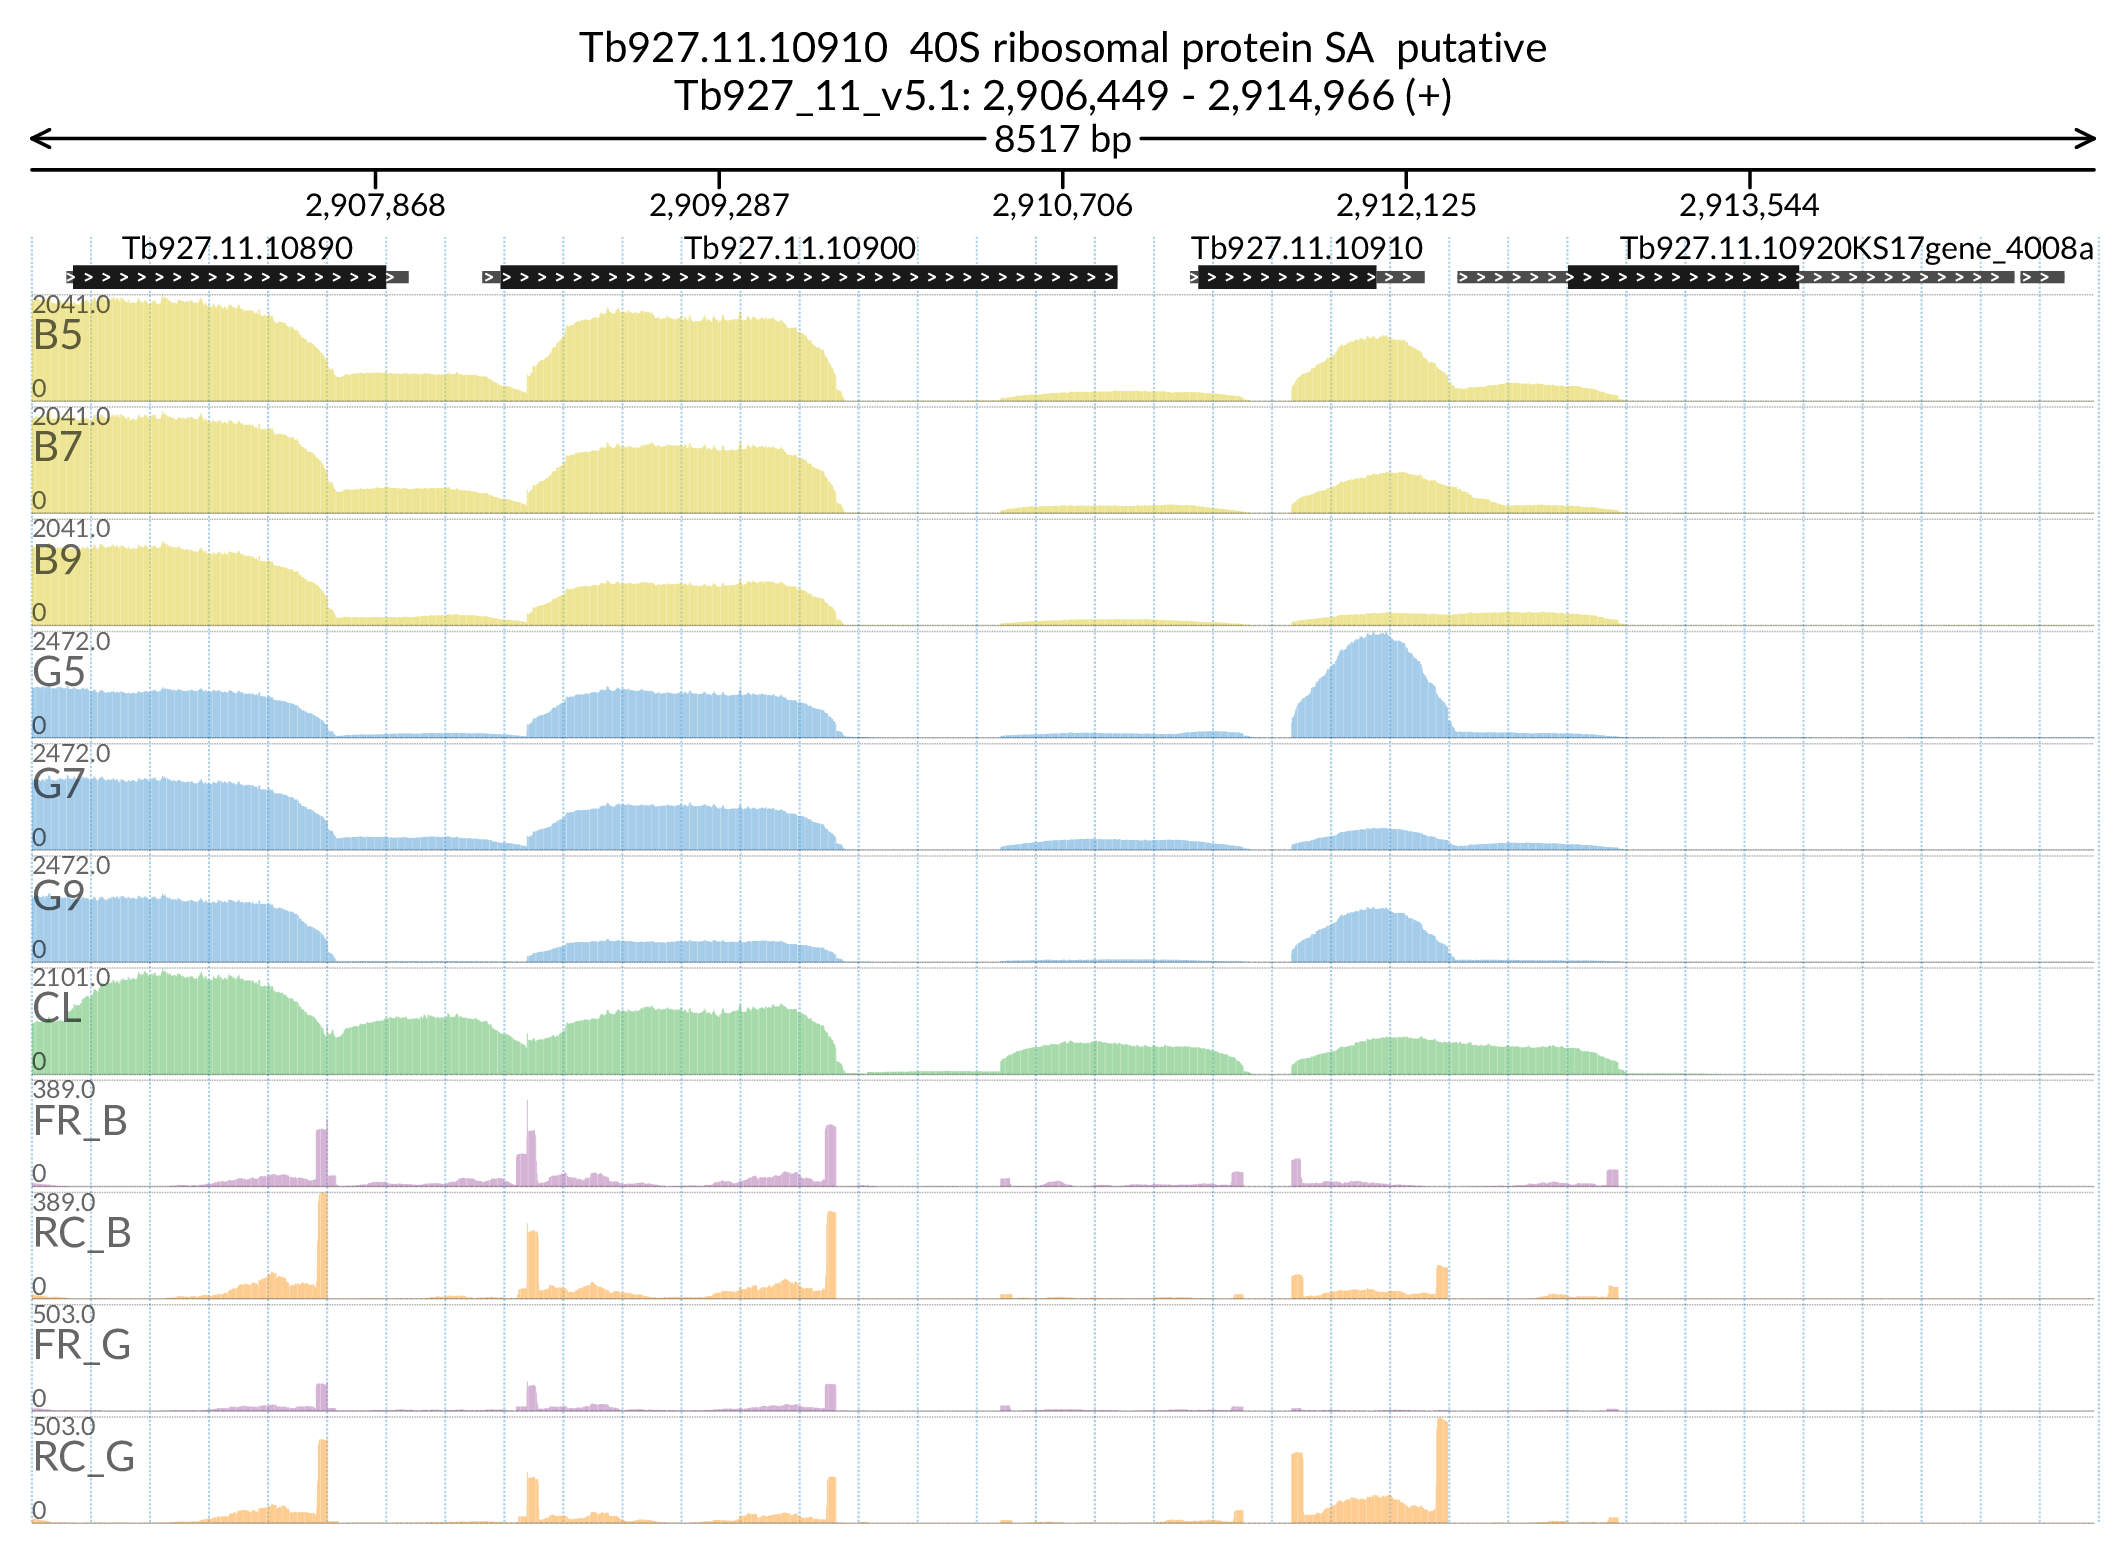 Tb927.11.10910  40S ribosomal protein SA  putative
Tb927_11_v5.1: 2,906,449 - 2,914,966 (+)
8517 bp
2,907,868 2,909,287 2,910,706 2,912,125 2,913,544
Tb927.11.10890 Tb927.11.10900 Tb927.11.10910 Tb927.11.10920KS17gene_4008a
2041.0
B5
0
2041.0
B7
0
2041.0
B9
0
2472.0
G5
0
2472.0
G7
0
2472.0
G9
0
2101.0
CL
0
389.0
FR_B
0
389.0
RC_B
0
503.0
FR_G
0
503.0
RC_G
0